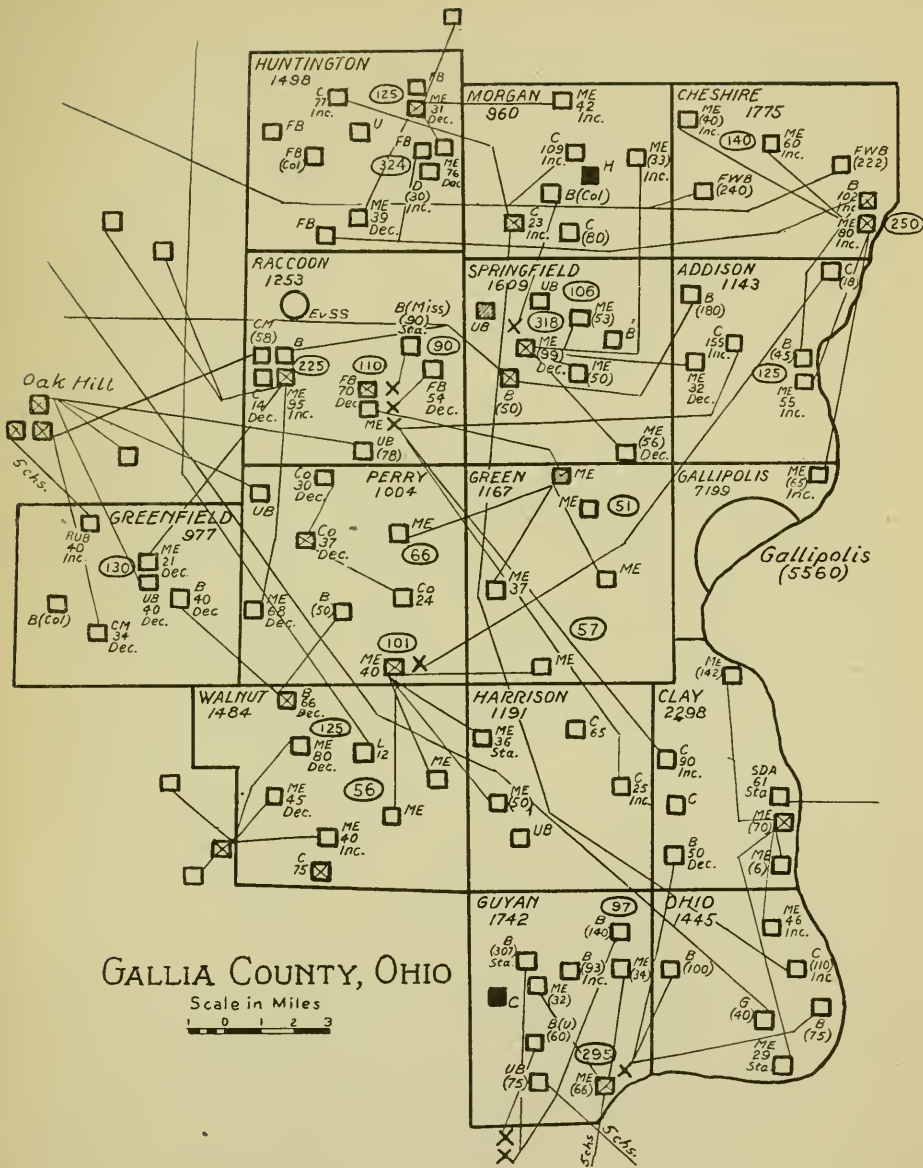 HUNTINGTON
1498
C
77
Inc.
125
FB
ME
31
Dec.
FB
U
FB
(Col)
324
FB
ME
76
Dec
D
(30)
Inc.
ME
39
Dec.
FB
MORGAN
960
ME
42
Inc.
C
109
Inc.
ME
(33)
Inc.
H
B(Col)
C
23
Inc.
C
(80)
CHESHIRE
1775
ME
(40)
Inc.
140
ME
60
Inc.
FWB
(222)
FWB
(240)
B
102
Inc
ME
80
Inc.
250
RACCOON
1253
EvSS
B(Miss)
(90)
Sta.
90
CM
(58)
B
225
C
14
Dec.
ME
95
Inc.
110
FB
70
Dec
ME
FB
54
Dec.
UB
(78)
SPRINGFIELD
1609
UB
UB
106
ME
(53)
318
B
ME
(99)
Dec.
ME
(50)
B
(50)
ME
(56)
Dec.
ADDISON
1143
B
(180)
C
(18)
C
155
Inc.
ME
32
Dec
B
(45)
125
ME
55
Inc.
Oak Hill
5 chs.
GREENFIELD
977
RUB
40
Inc.
130
ME
21
Dec.
UB
40
Dec.
B
40
Dec
B(Col)
CM
34
Dec.
PERRY
1004
Co
30
Dec.
UB
Co
37
Dec.
ME
66
Co
24
ME
68
Dec.
B
(50)
101
ME
40
GREEN
1167
ME
ME
51
ME
37
ME
57
ME
GALLIPOLIS
7199
ME
(65)
Inc.
Gallipolis
(5560)
WALNUT
1484
B
66
Dec.
125
ME
80
Dec.
L
12
ME
45
Dec.
56
ME
ME
ME
40
Inc.
C
75
HARRISON
1191
ME
36
Sta.
C
65
ME
(50)
C
25
Inc.
UB
CLAY
2298
ME
(142)
C
90
Inc.
SDA
61
Sta.
C
ME
(70)
B
50
Dec.
ME
(6)
GUYAN
1742
97
B
(140)
B
(307)
Sta.
B
(93)
Inc.
ME
(34)
ME
(32)
C
B(U)
(60)
295
UB
(75)
ME
(66)
5chs
5chs.
OHIO
1445
ME
46
Inc.
B
(100)
C
(110)
Inc
G
(40)
B
(75)
ME
29
Sta.
GALLIA COUNTY, OHIO
Scale in Miles
1 0 1 2 3